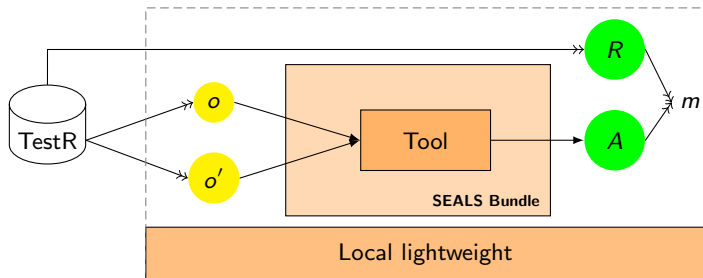 R
TestR
o
m
Tool
A
o′
SEALS Bundle
Local lightweight